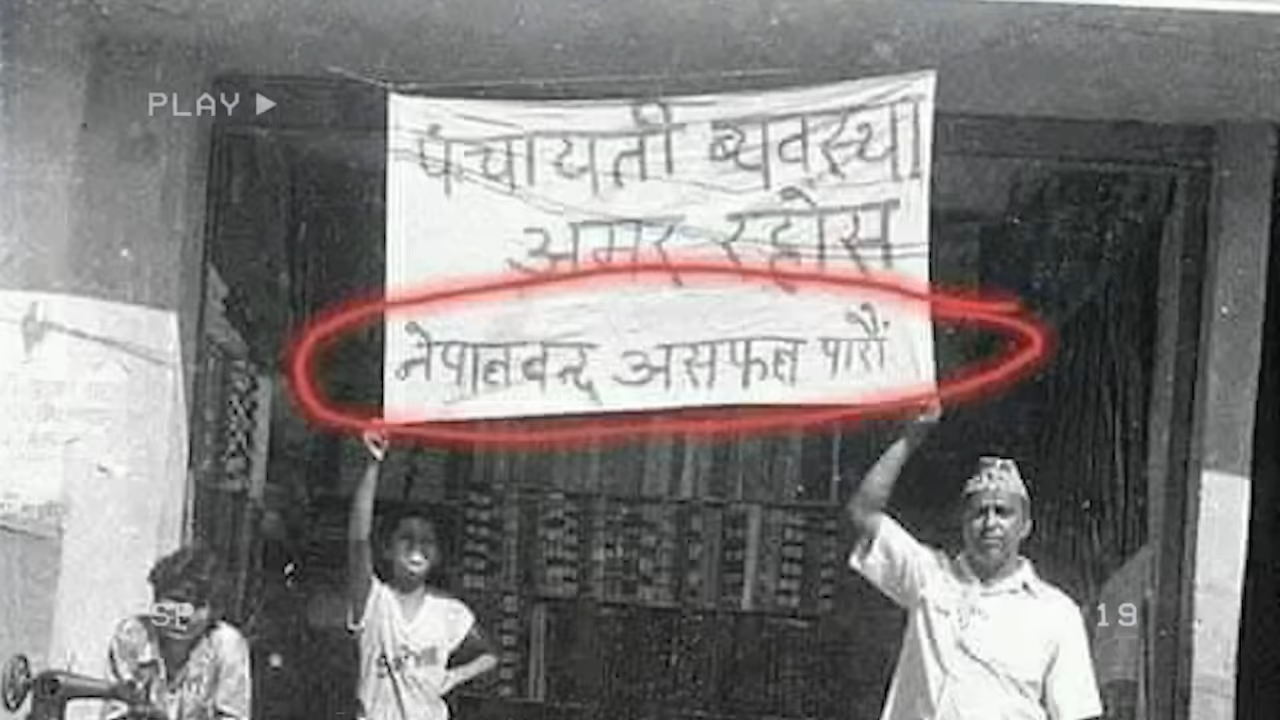 PLAY
पंचायती ब्यवस्था
अमर रहोस
नेपालबन्द असफल पारौं
SP
19